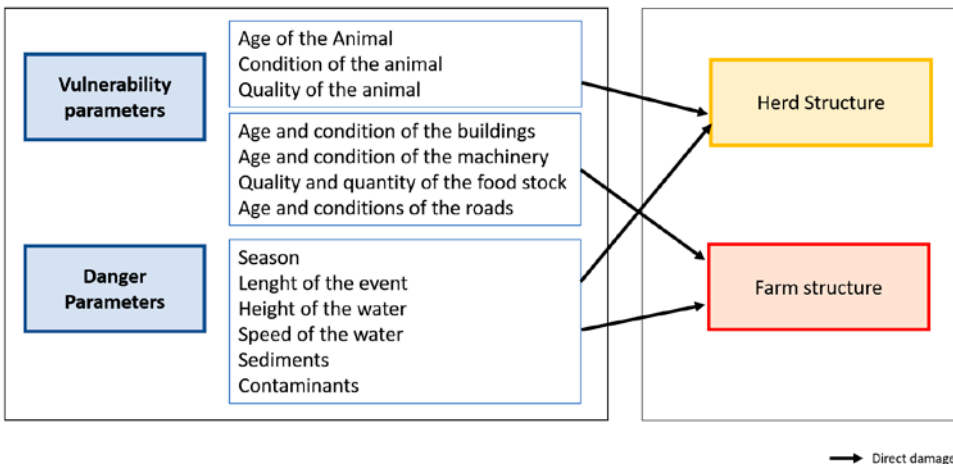 Vulnerability
parameters
Age of the Animal
Condition of the animal
Quality of the animal
Age and condition of the buildings
Age and condition of the machinery
Quality and quantity of the food stock
Age and conditions of the roads
Danger
Parameters
Season
Lenght of the event
Height of the water
Speed of the water
Sediments
Contaminants
Herd Structure
Farm structure
Direct damage